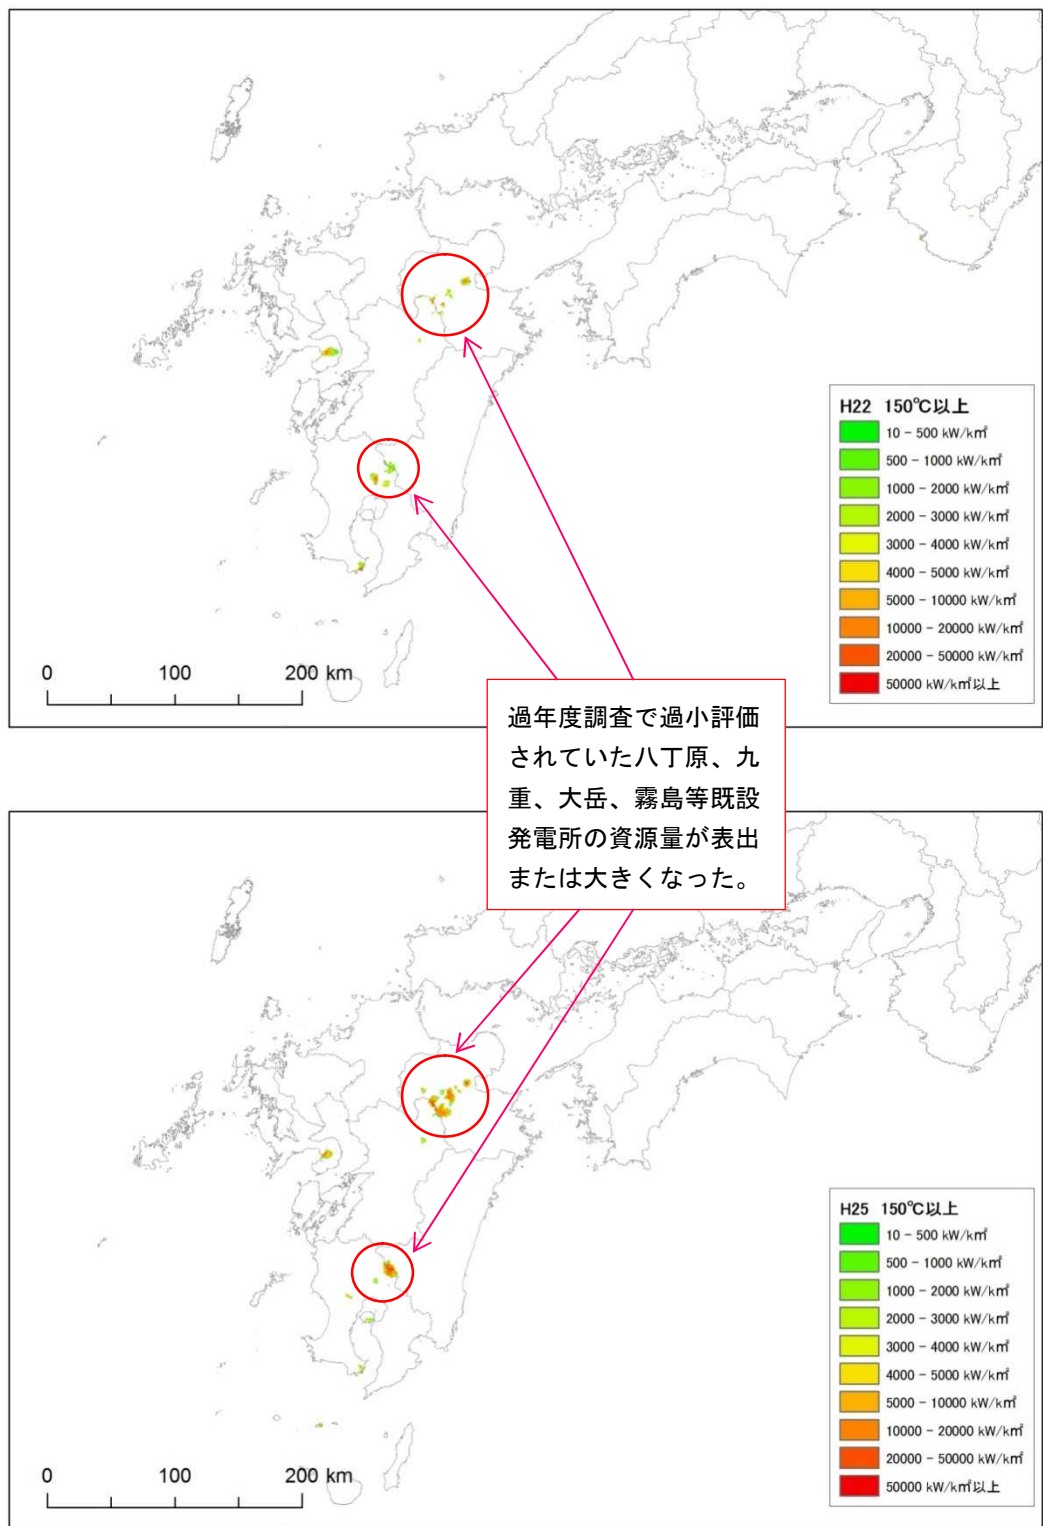 H22 150℃以上
10 − 500 kW/k㎡
500 − 1000 kW/k㎡
1000 − 2000 kW/k㎡
2000 − 3000 kW/k㎡
3000 − 4000 kW/k㎡
4000 − 5000 kW/k㎡
5000 − 10000 kW/k㎡
10000 − 20000 kW/k㎡
20000 − 50000 kW/k㎡
50000 kW/k㎡以上
0 100 200 km
過年度調査で過小評価
されていた八丁原、九
重、大岳、霧島等既設
発電所の資源量が表出
または大きくなった。
H25 150℃以上
10 − 500 kW/k㎡
500 − 1000 kW/k㎡
1000 − 2000 kW/k㎡
2000 − 3000 kW/k㎡
3000 − 4000 kW/k㎡
4000 − 5000 kW/k㎡
5000 − 10000 kW/k㎡
10000 − 20000 kW/k㎡
20000 − 50000 kW/k㎡
50000 kW/k㎡以上
0 100 200 km